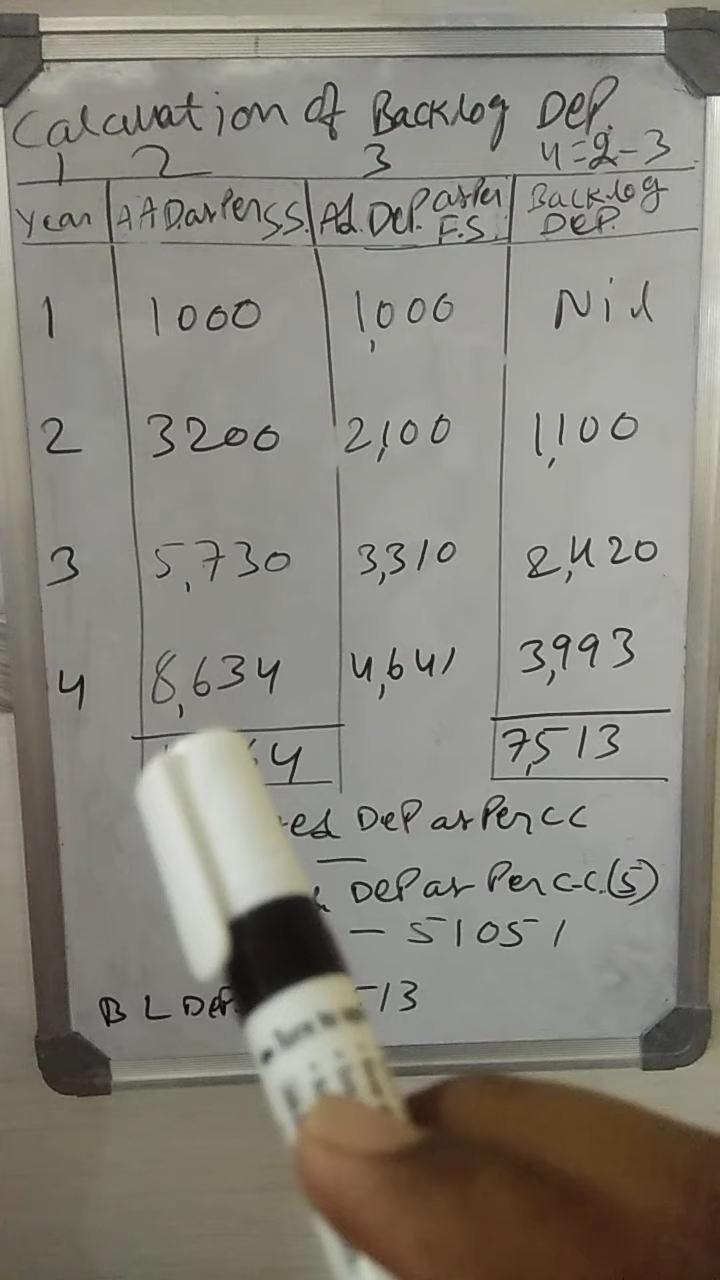 Calculation of Backlog Dep.
1 2 3 4=2-3
Year AAD.as Per S.S. Ad. Dep. as Per F.S. Backlog Dep.
1 1000 1,000 Nil
2 3200 2,100 1,100
3 5,730 3,310 2,420
4 8,634 4,641 3,993
64 7,513
ed Dep as Per CC
Dep as Per C.C.(5)
- 51051
B L Dep. 13